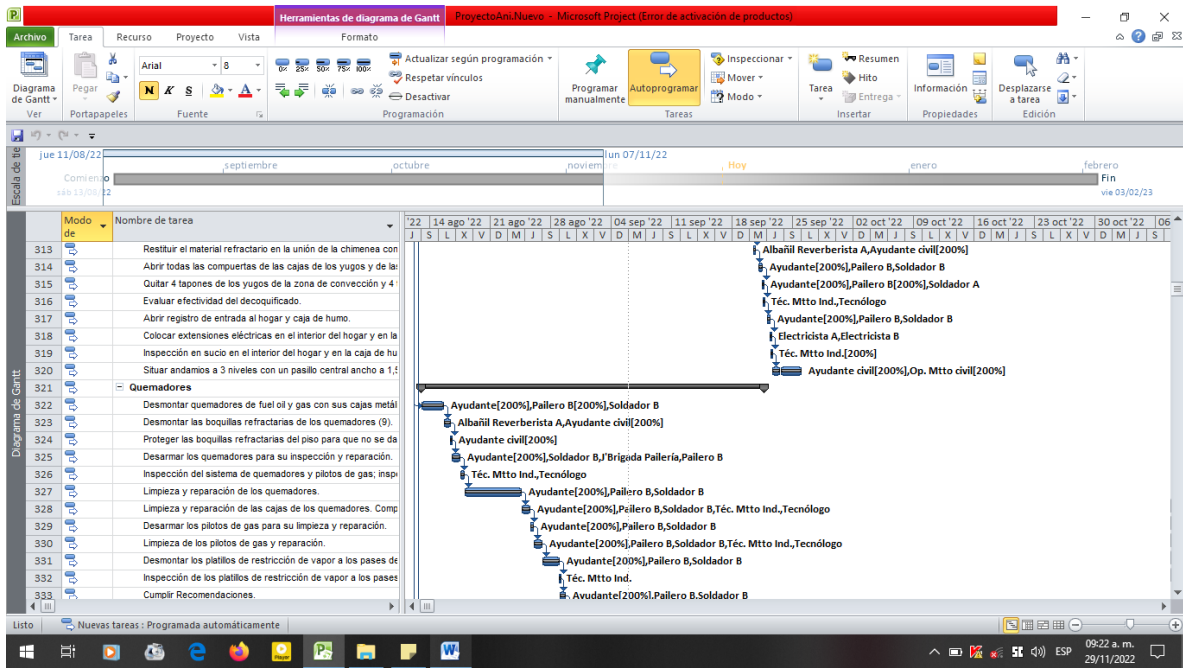 Herramientas de diagrama de Gantt ProyectoAni.Nuevo - Microsoft Project (Error de activación de productos)
Archivo Tarea Recurso Proyecto Vista Formato
Diagrama de Gantt
Pegar
Arial 8
N K S
0% 25% 50% 75% 100%
Actualizar según programación
Respetar vínculos
Desactivar
Programar manualmente
Autoprogramar
Inspeccionar
Mover
Modo
Tarea
Resumen
Hito
Entrega
Información
Desplazarse a tarea
Ver Portapapeles Fuente Programación Tareas Insertar Propiedades Edición
Escala de tie
jue 11/08/22 lun 07/11/22
septiembre octubre noviem Hoy enero febrero
Comienzo Fin
sáb 13/08/22 vie 03/02/23
Modo de Nombre de tarea
'22 14 ago '22 21 ago '22 28 ago '22 04 sep '22 11 sep '22 18 sep '22 25 sep '22 02 oct '22 09 oct '22 16 oct '22 23 oct '22 30 oct '22 06
J S L X V D M J S L X V D M J S L X V D M J S L X V D M J S L X V D M J S L X V D M J S
Diagrama de Gantt
313 Restituir el material refractario en la unión de la chimenea con Albañil Reverberista A,Ayudante civil[200%]
314 Abrir todas las compuertas de las cajas de los yugos y de las Ayudante[200%],Pailero B,Soldador B
315 Quitar 4 tapones de los yugos de la zona de convección y 4 Ayudante[200%],Pailero B[200%],Soldador A
316 Evaluar efectividad del decoquificado. Téc. Mtto Ind.,Tecnólogo
317 Abrir registro de entrada al hogar y caja de humo. Ayudante[200%],Pailero B,Soldador B
318 Colocar extensiones eléctricas en el interior del hogar y en la Electricista A,Electricista B
319 Inspección en sucio en el interior del hogar y en la caja de hu Téc. Mtto Ind.[200%]
320 Situar andamios a 3 niveles con un pasillo central ancho a 1,5 Ayudante civil[200%],Op. Mtto civil[200%]
321 Quemadores
322 Desmontar quemadores de fuel oil y gas con sus cajas metál Ayudante[200%],Pailero B[200%],Soldador B
323 Desmontar las boquillas refractarias de los quemadores (9). Albañil Reverberista A,Ayudante civil[200%]
324 Proteger las boquillas refractarias del piso para que no se da Ayudante civil[200%]
325 Desarmar los quemadores para su inspección y reparación. Ayudante[200%],Soldador B,J'Brigada Pailería,Pailero B
326 Inspección del sistema de quemadores y pilotos de gas; inspe Téc. Mtto Ind.,Tecnólogo
327 Limpieza y reparación de los quemadores. Ayudante[200%],Pailero B,Soldador B
328 Limpieza y reparación de las cajas de los quemadores. Comp Ayudante[200%],Pailero B,Soldador B,Téc. Mtto Ind.,Tecnólogo
329 Desarmar los pilotos de gas para su limpieza y reparación. Ayudante[200%],Pailero B,Soldador B
330 Limpieza de los pilotos de gas y reparación. Ayudante[200%],Pailero B,Soldador B,Téc. Mtto Ind.,Tecnólogo
331 Desmontar los platillos de restricción de vapor a los pases de Ayudante[200%],Pailero B,Soldador B
332 Inspección de los platillos de restricción de vapor a los pases Téc. Mtto Ind.
333 Cumplir Recomendaciones. Ayudante[200%],Pailero B,Soldador B
Listo Nuevas tareas : Programada automáticamente
Player
ESP 09:22 a. m.
29/11/2022